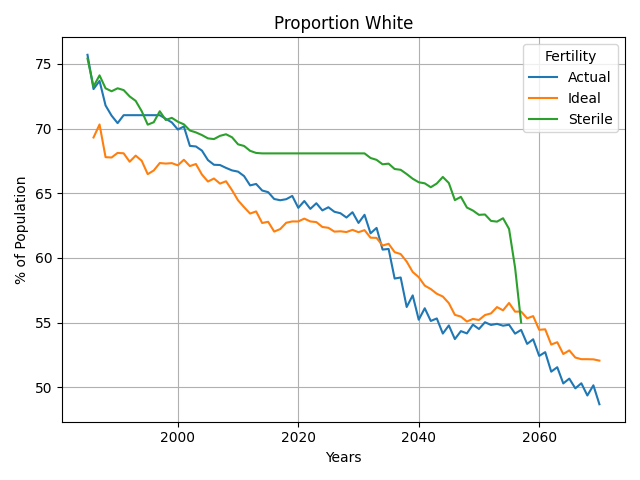 Proportion White
% of Population
75
70
65
60
55
50
Fertility
Actual
Ideal
Sterile
2000
2020
2040
2060
Years